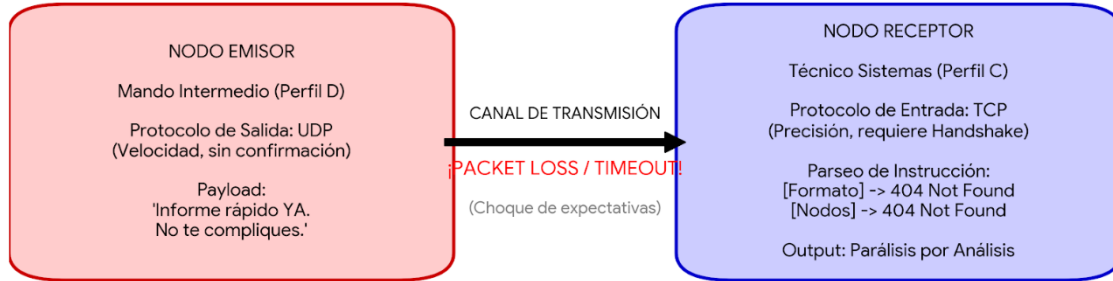 NODO EMISOR
Mando Intermedio (Perfil D)
Protocolo de Salida: UDP
(Velocidad, sin confirmación)
Payload:
'Informe rápido YA.
No te compliques.'
CANAL DE TRANSMISIÓN
¡PACKET LOSS / TIMEOUT!
(Choque de expectativas)
NODO RECEPTOR
Técnico Sistemas (Perfil C)
Protocolo de Entrada: TCP
(Precisión, requiere Handshake)
Parseo de Instrucción:
[Formato] -> 404 Not Found
[Nodos] -> 404 Not Found
Output: Parálisis por Análisis